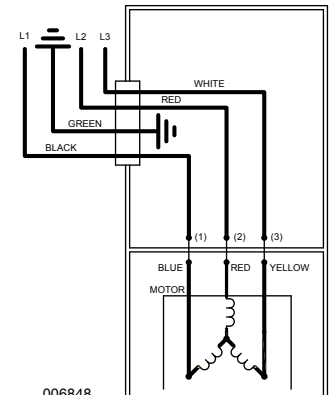 L1 L2 L3
WHITE
RED
GREEN
BLACK
(1) (2) (3)
BLUE RED YELLOW
MOTOR
006848